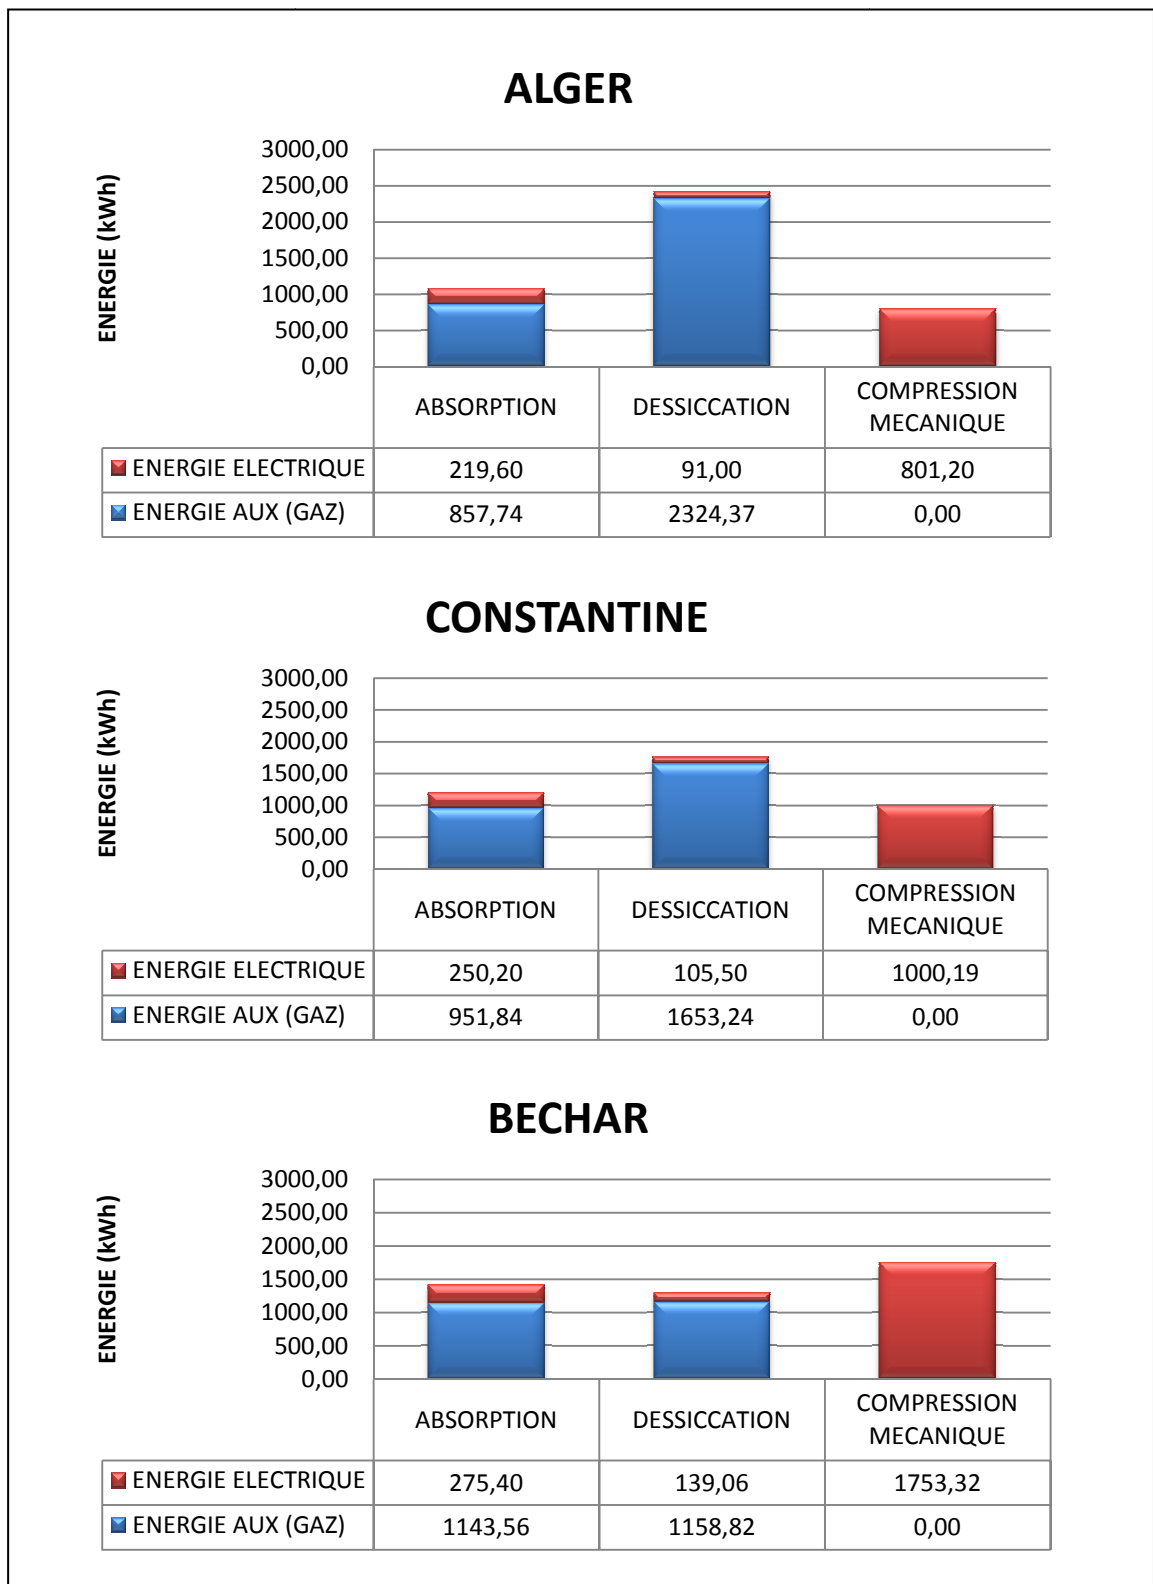 ALGER
ENERGIE (kWh)
3000,00
2500,00
2000,00
1500,00
1000,00
500,00
0,00
ABSORPTION DESSICCATION COMPRESSION
MECANIQUE
ENERGIE ELECTRIQUE 219,60 91,00 801,20
ENERGIE AUX (GAZ) 857,74 2324,37 0,00
CONSTANTINE
ENERGIE (kWh)
3000,00
2500,00
2000,00
1500,00
1000,00
500,00
0,00
ABSORPTION DESSICCATION COMPRESSION
MECANIQUE
ENERGIE ELECTRIQUE 250,20 105,50 1000,19
ENERGIE AUX (GAZ) 951,84 1653,24 0,00
BECHAR
ENERGIE (kWh)
3000,00
2500,00
2000,00
1500,00
1000,00
500,00
0,00
ABSORPTION DESSICCATION COMPRESSION
MECANIQUE
ENERGIE ELECTRIQUE 275,40 139,06 1753,32
ENERGIE AUX (GAZ) 1143,56 1158,82 0,00